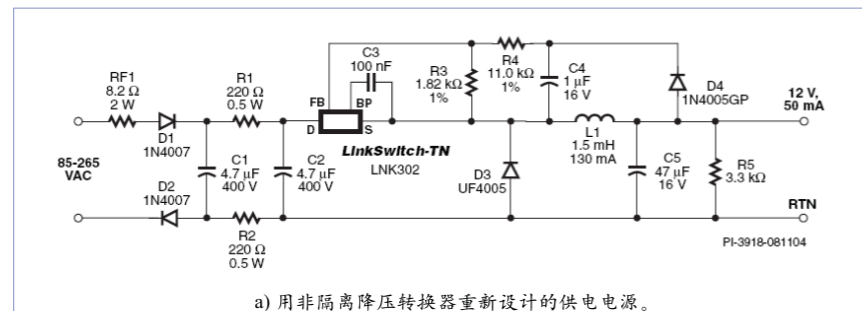 RF1
8.2 Ω
2 W
D1
1N4007
R1
220 Ω
0.5 W
C3
100 nF
FB
BP
D
S
R3
1.82 kΩ
1%
R4
11.0 kΩ
1%
C4
1 µF
16 V
D4
1N4005GP
12 V,
50 mA
85-265
VAC
C1
4.7 µF
400 V
C2
4.7 µF
400 V
LinkSwitch-TN
LNK302
D3
UF4005
L1
1.5 mH
130 mA
C5
47 µF
16 V
R5
3.3 kΩ
D2
1N4007
R2
220 Ω
0.5 W
RTN
PI-3918-081104
a) 用非隔离降压转换器重新设计的供电电源。